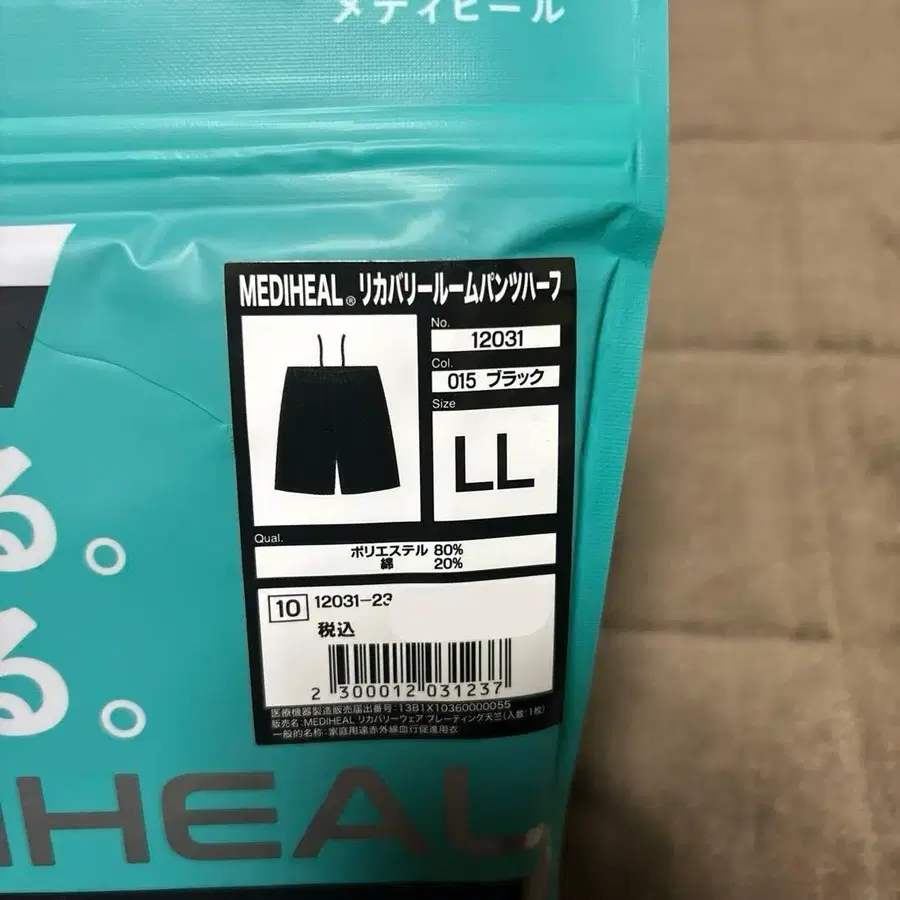 メディヒール
MEDIHEAL® リカバリールームパンツハーフ
No.
12031
Col.
015 ブラック
Size
LL
Qual.
ポリエステル 80%
綿 20%
10 12031-23
税込
2 300012 031237
医療機器製造販売届出番号:13B1X10360000055
販売名:MEDIHEAL リカバリーウェア プレーティング天竺(入数:1枚)
一般的名称:家庭用遠赤外線血行促進用衣
る。
る。
IHEAL